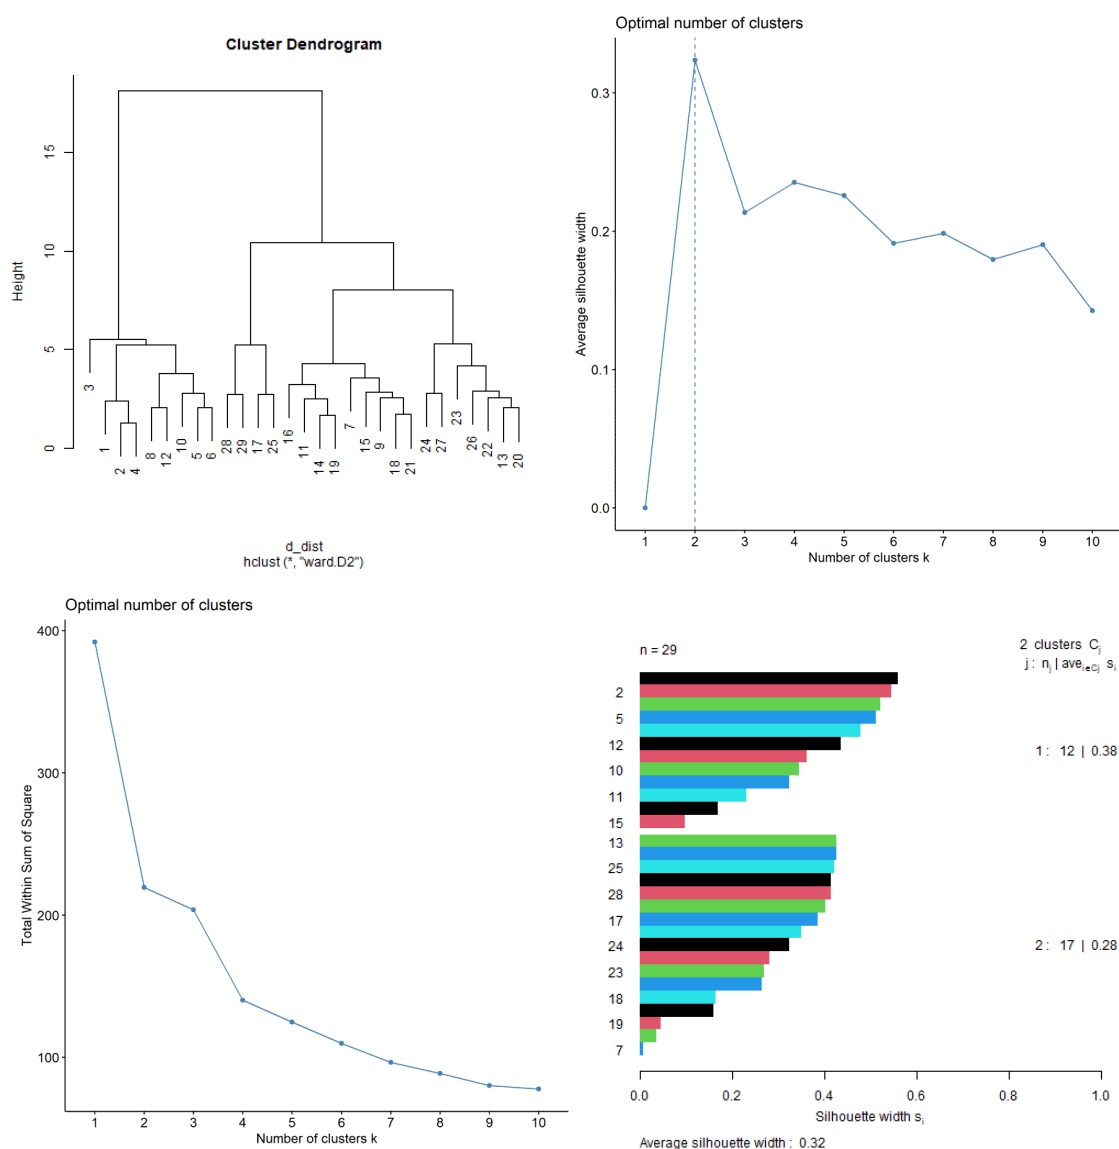 Cluster Dendrogram
Height
15
10
5
0
3
1
2
4
8
12
10
5
6
28
29
17
25
16
11
14
19
7
15
9
18
21
24
27
23
26
22
13
20
d_dist
hclust (*, "ward.D2")
Optimal number of clusters
Average silhouette width
0.3
0.2
0.1
0.0
1 2 3 4 5 6 7 8 9 10
Number of clusters k
Optimal number of clusters
Total Within Sum of Square
400
300
200
100
1 2 3 4 5 6 7 8 9 10
Number of clusters k
n = 29
2 clusters Cj
j : nj | avei∈Cj si
2
5
12
10
11
15
13
25
28
17
24
23
18
19
7
1 : 12 | 0.38
2 : 17 | 0.28
0.0 0.2 0.4 0.6 0.8 1.0
Silhouette width si
Average silhouette width : 0.32